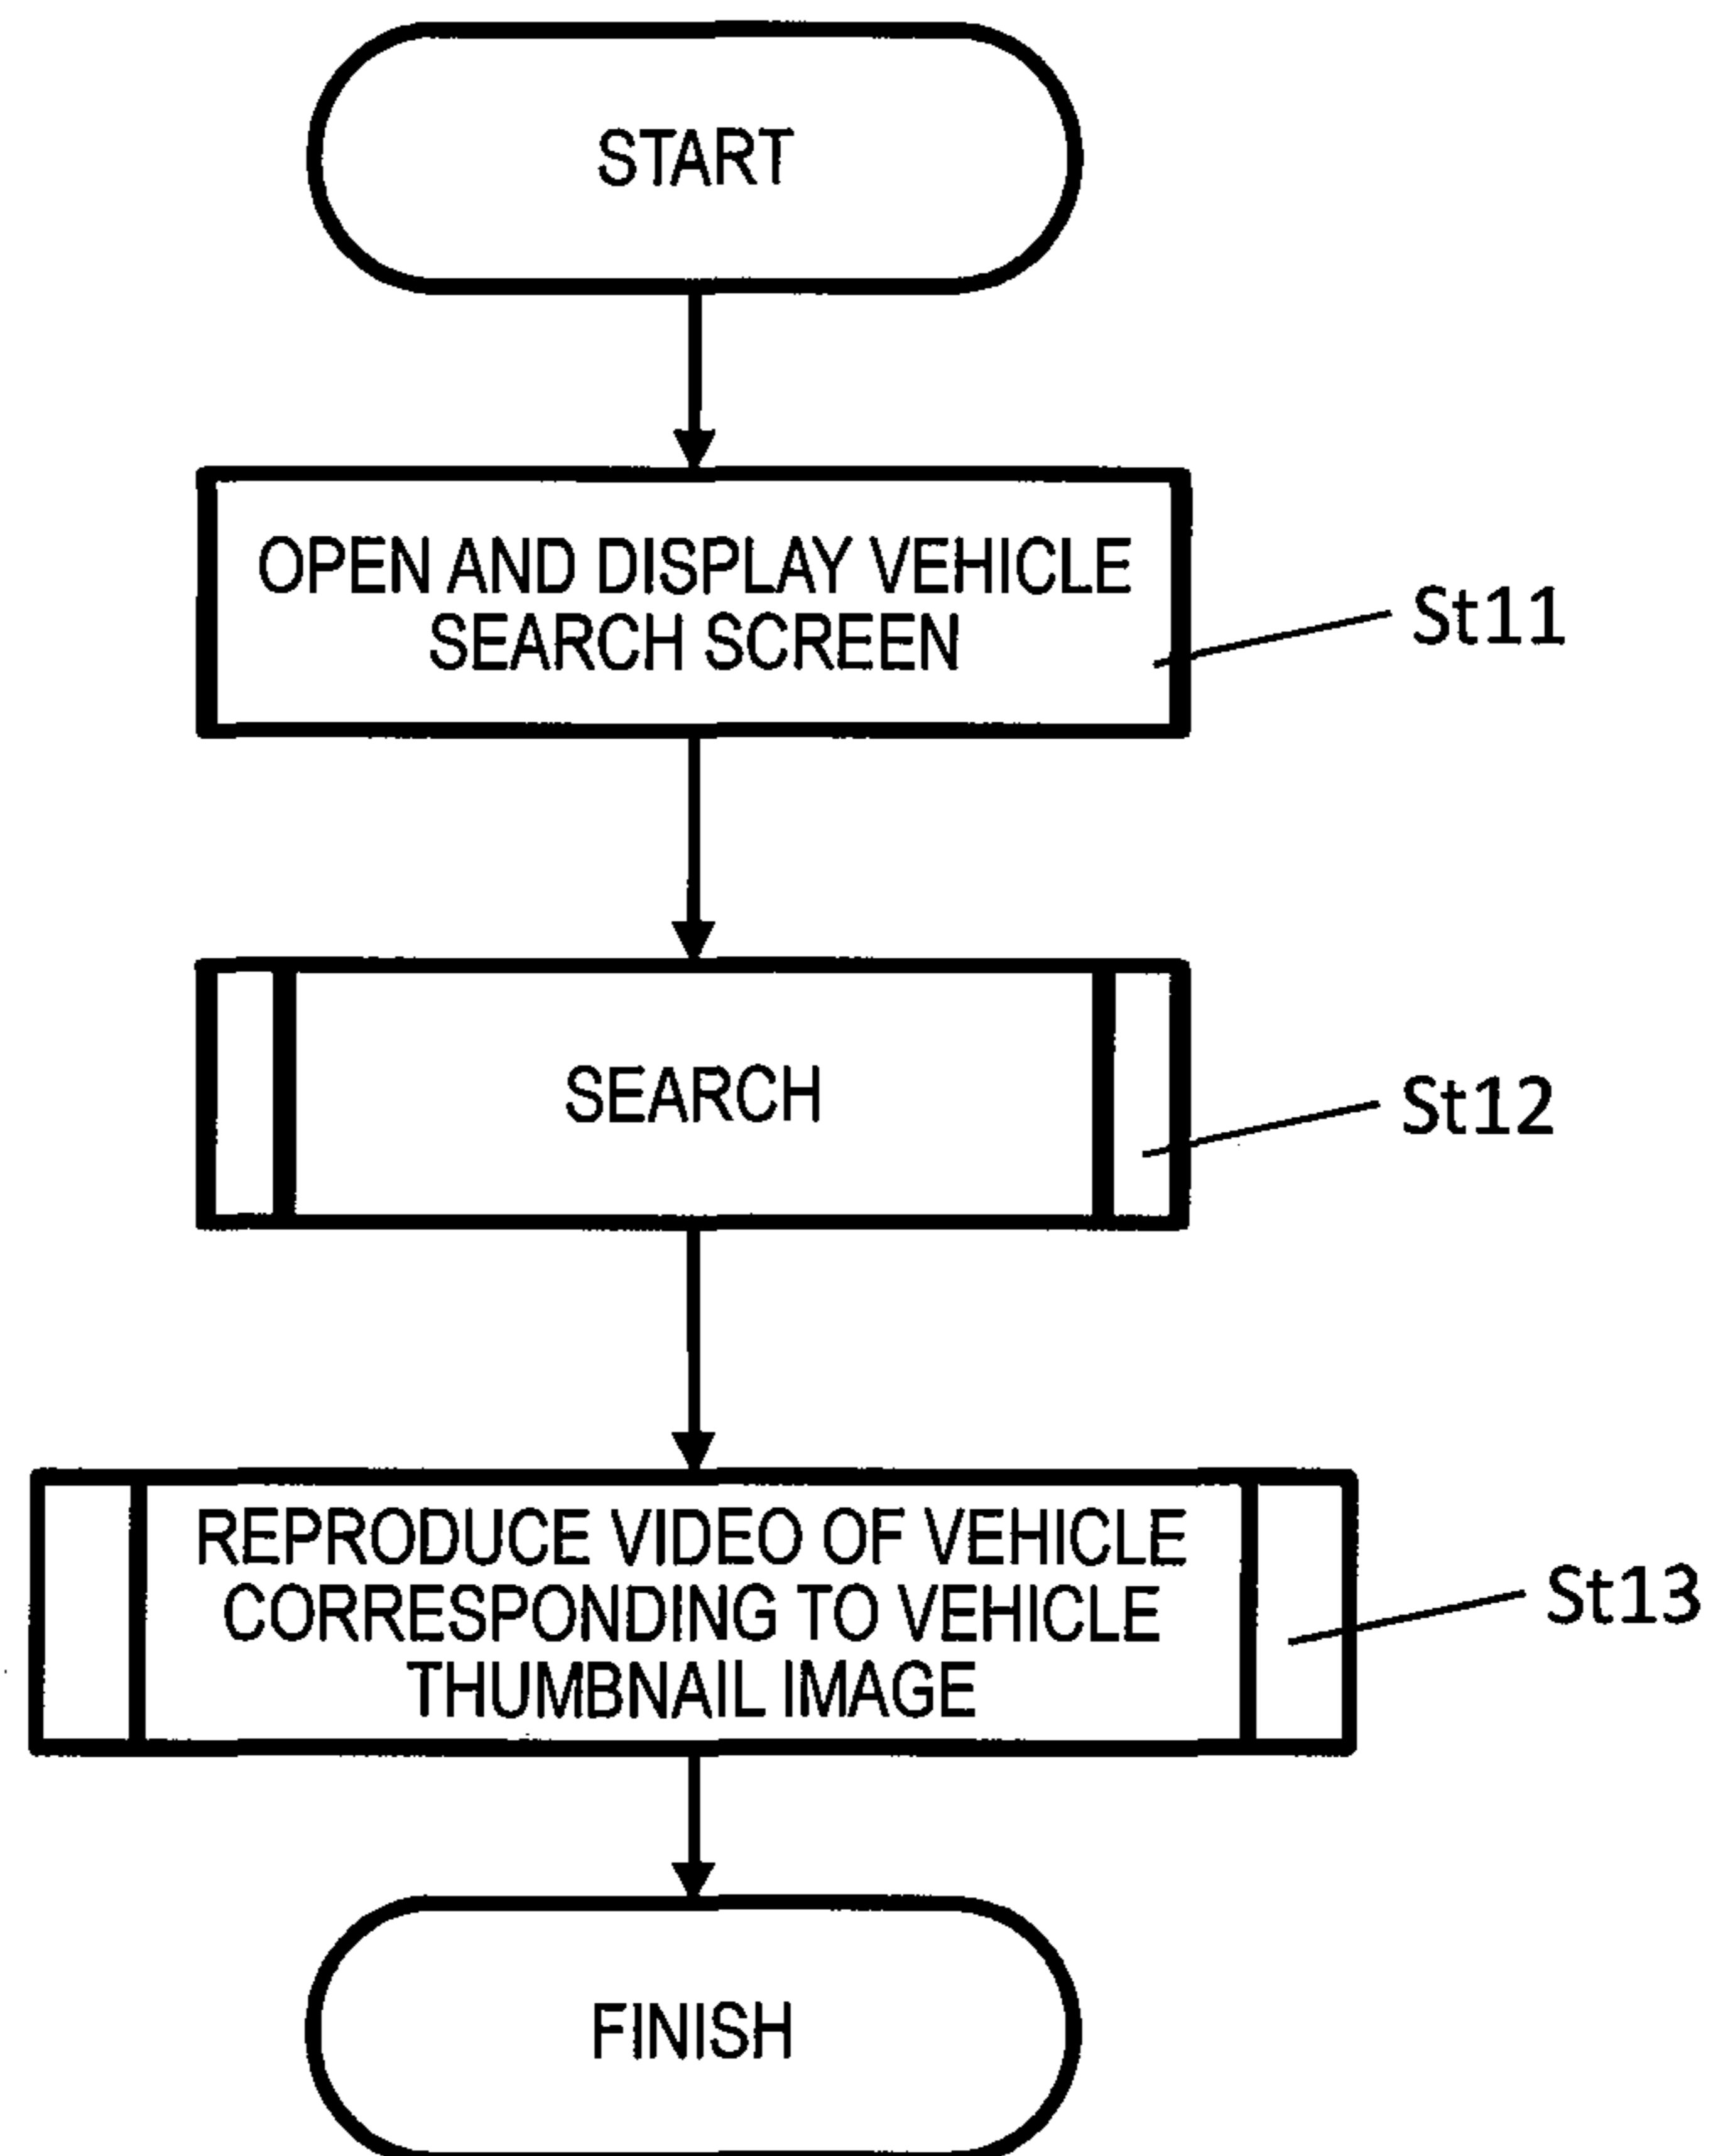 START
OPEN AND DISPLAY VEHICLE
SEARCH SCREEN
St11
SEARCH
St12
REPRODUCE VIDEO OF VEHICLE
CORRESPONDING TO VEHICLE
THUMBNAIL IMAGE
St13
FINISH